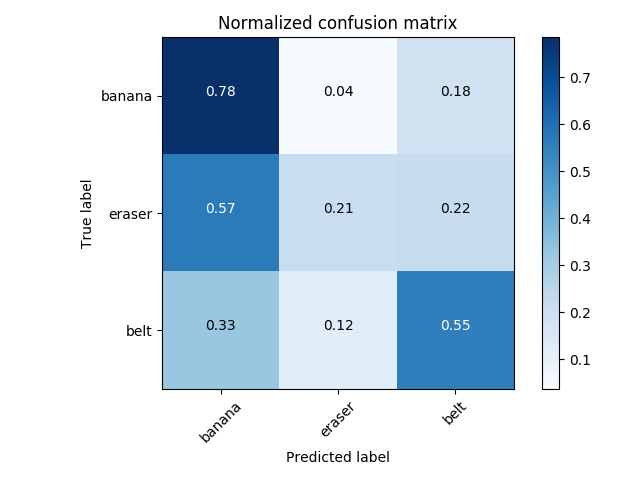 Normalized confusion matrix
banana
0.78
0.04
0.18
eraser
0.57
0.21
0.22
belt
0.33
0.12
0.55
True label
banana
eraser
belt
Predicted label
0.7
0.6
0.5
0.4
0.3
0.2
0.1